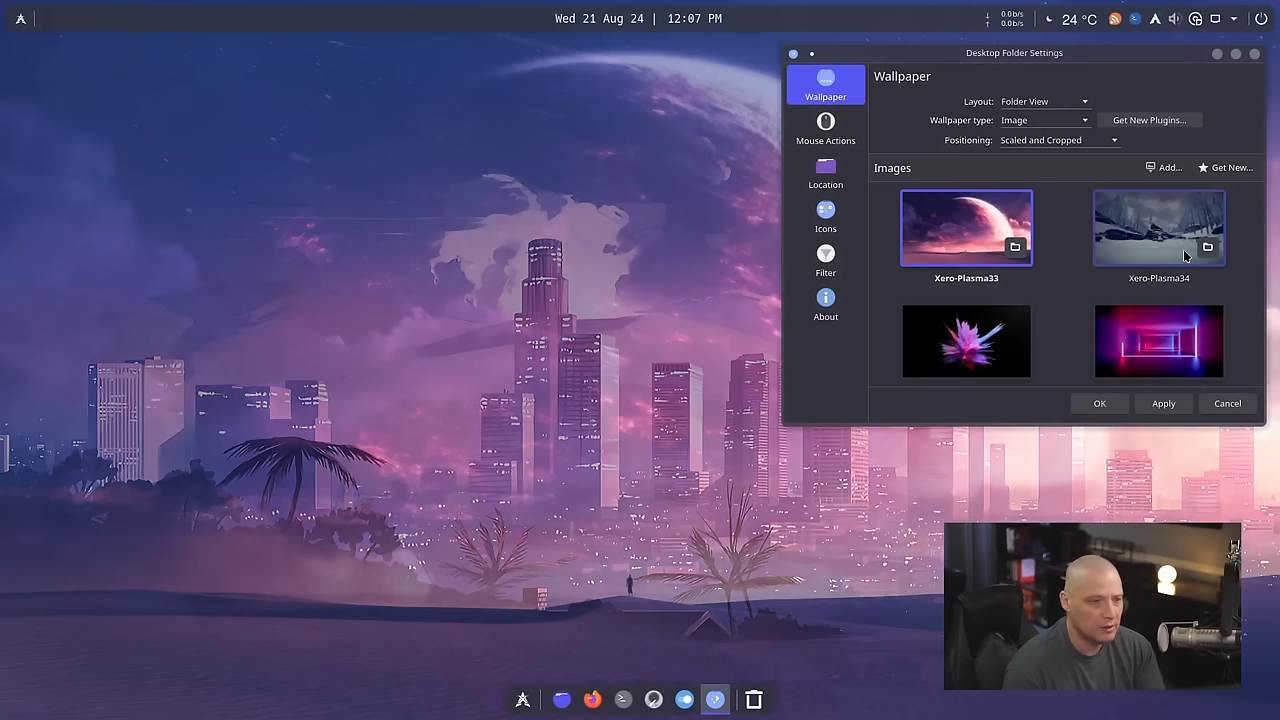 Wed 21 Aug 24 | 12:07 PM
↓ 0.0 b/s
↑ 0.0 b/s
24 °C
Desktop Folder Settings
Wallpaper
Mouse Actions
Location
Icons
Filter
About
Wallpaper
Layout: Folder View
Wallpaper type: Image Get New Plugins...
Positioning: Scaled and Cropped
Images Add... Get New...
Xero-Plasma33 Xero-Plasma34
OK Apply Cancel